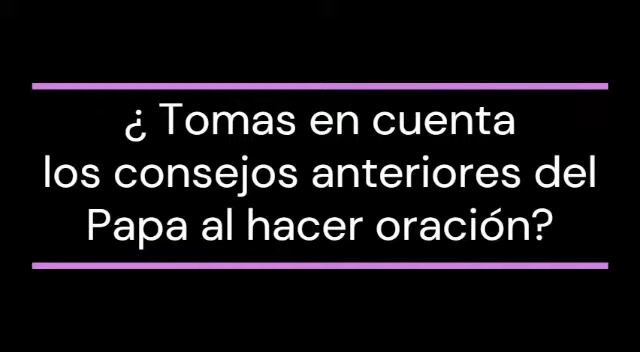 ¿ Tomas en cuenta
los consejos anteriores del
Papa al hacer oración?